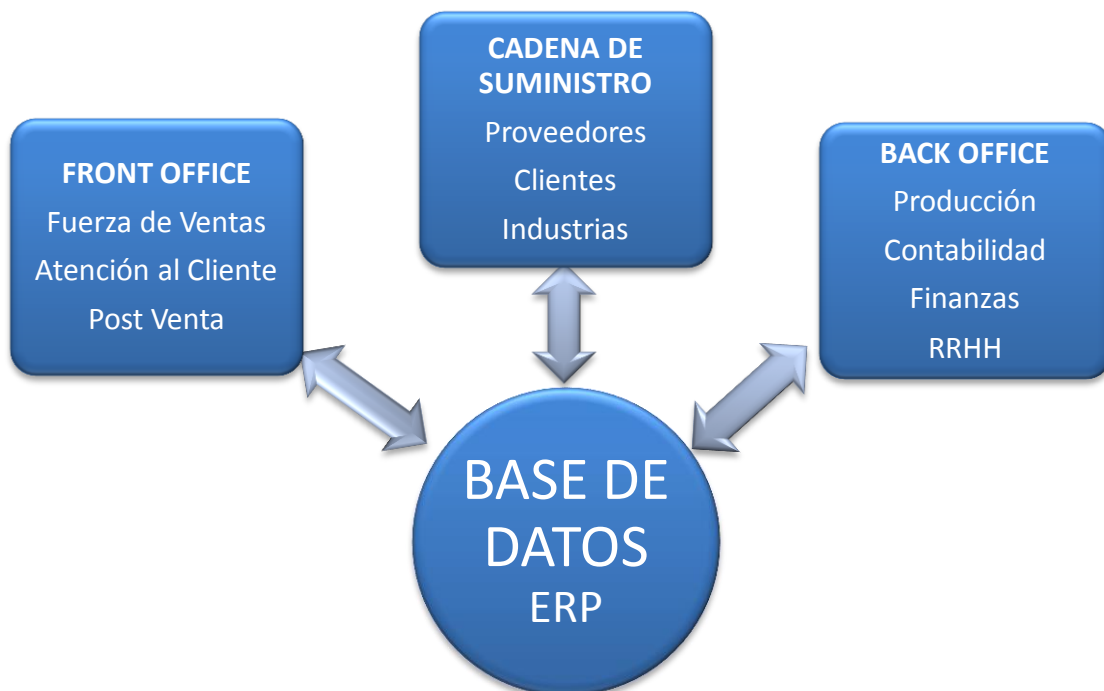 FRONT OFFICE
Fuerza de Ventas
Atención al Cliente
Post Venta
CADENA DE
SUMINISTRO
Proveedores
Clientes
Industrias
BACK OFFICE
Producción
Contabilidad
Finanzas
RRHH
BASE DE
DATOS
ERP